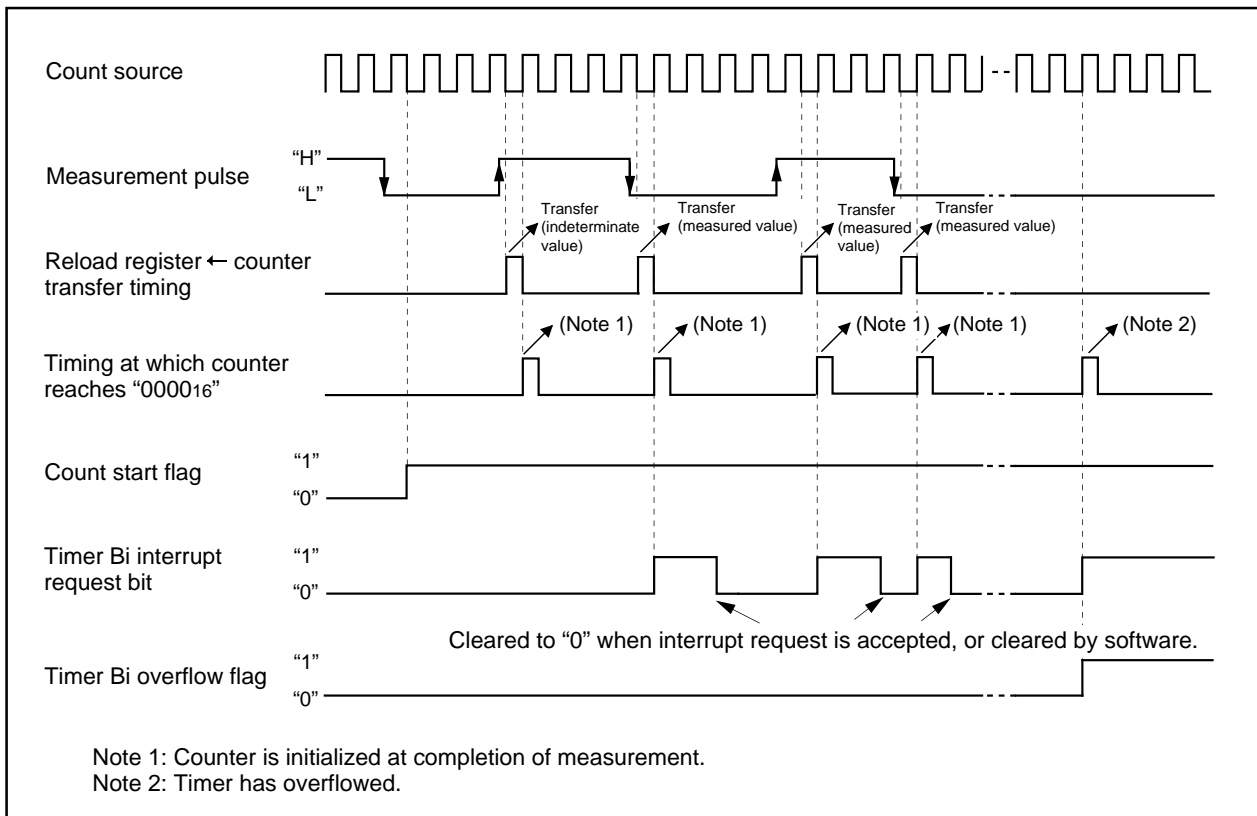 Count source
Measurement pulse
“H”
“L”
Transfer
(indeterminate
value)
Transfer
(measured value)
Transfer
(measured
value)
Transfer
(measured value)
Reload register ← counter
transfer timing
(Note 1)
(Note 1)
(Note 1)
(Note 1)
(Note 2)
Timing at which counter
reaches “000016”
Count start flag
“1”
“0”
Timer Bi interrupt
request bit
“1”
“0”
Cleared to “0” when interrupt request is accepted, or cleared by software.
Timer Bi overflow flag
“1”
“0”
Note 1: Counter is initialized at completion of measurement.
Note 2: Timer has overflowed.